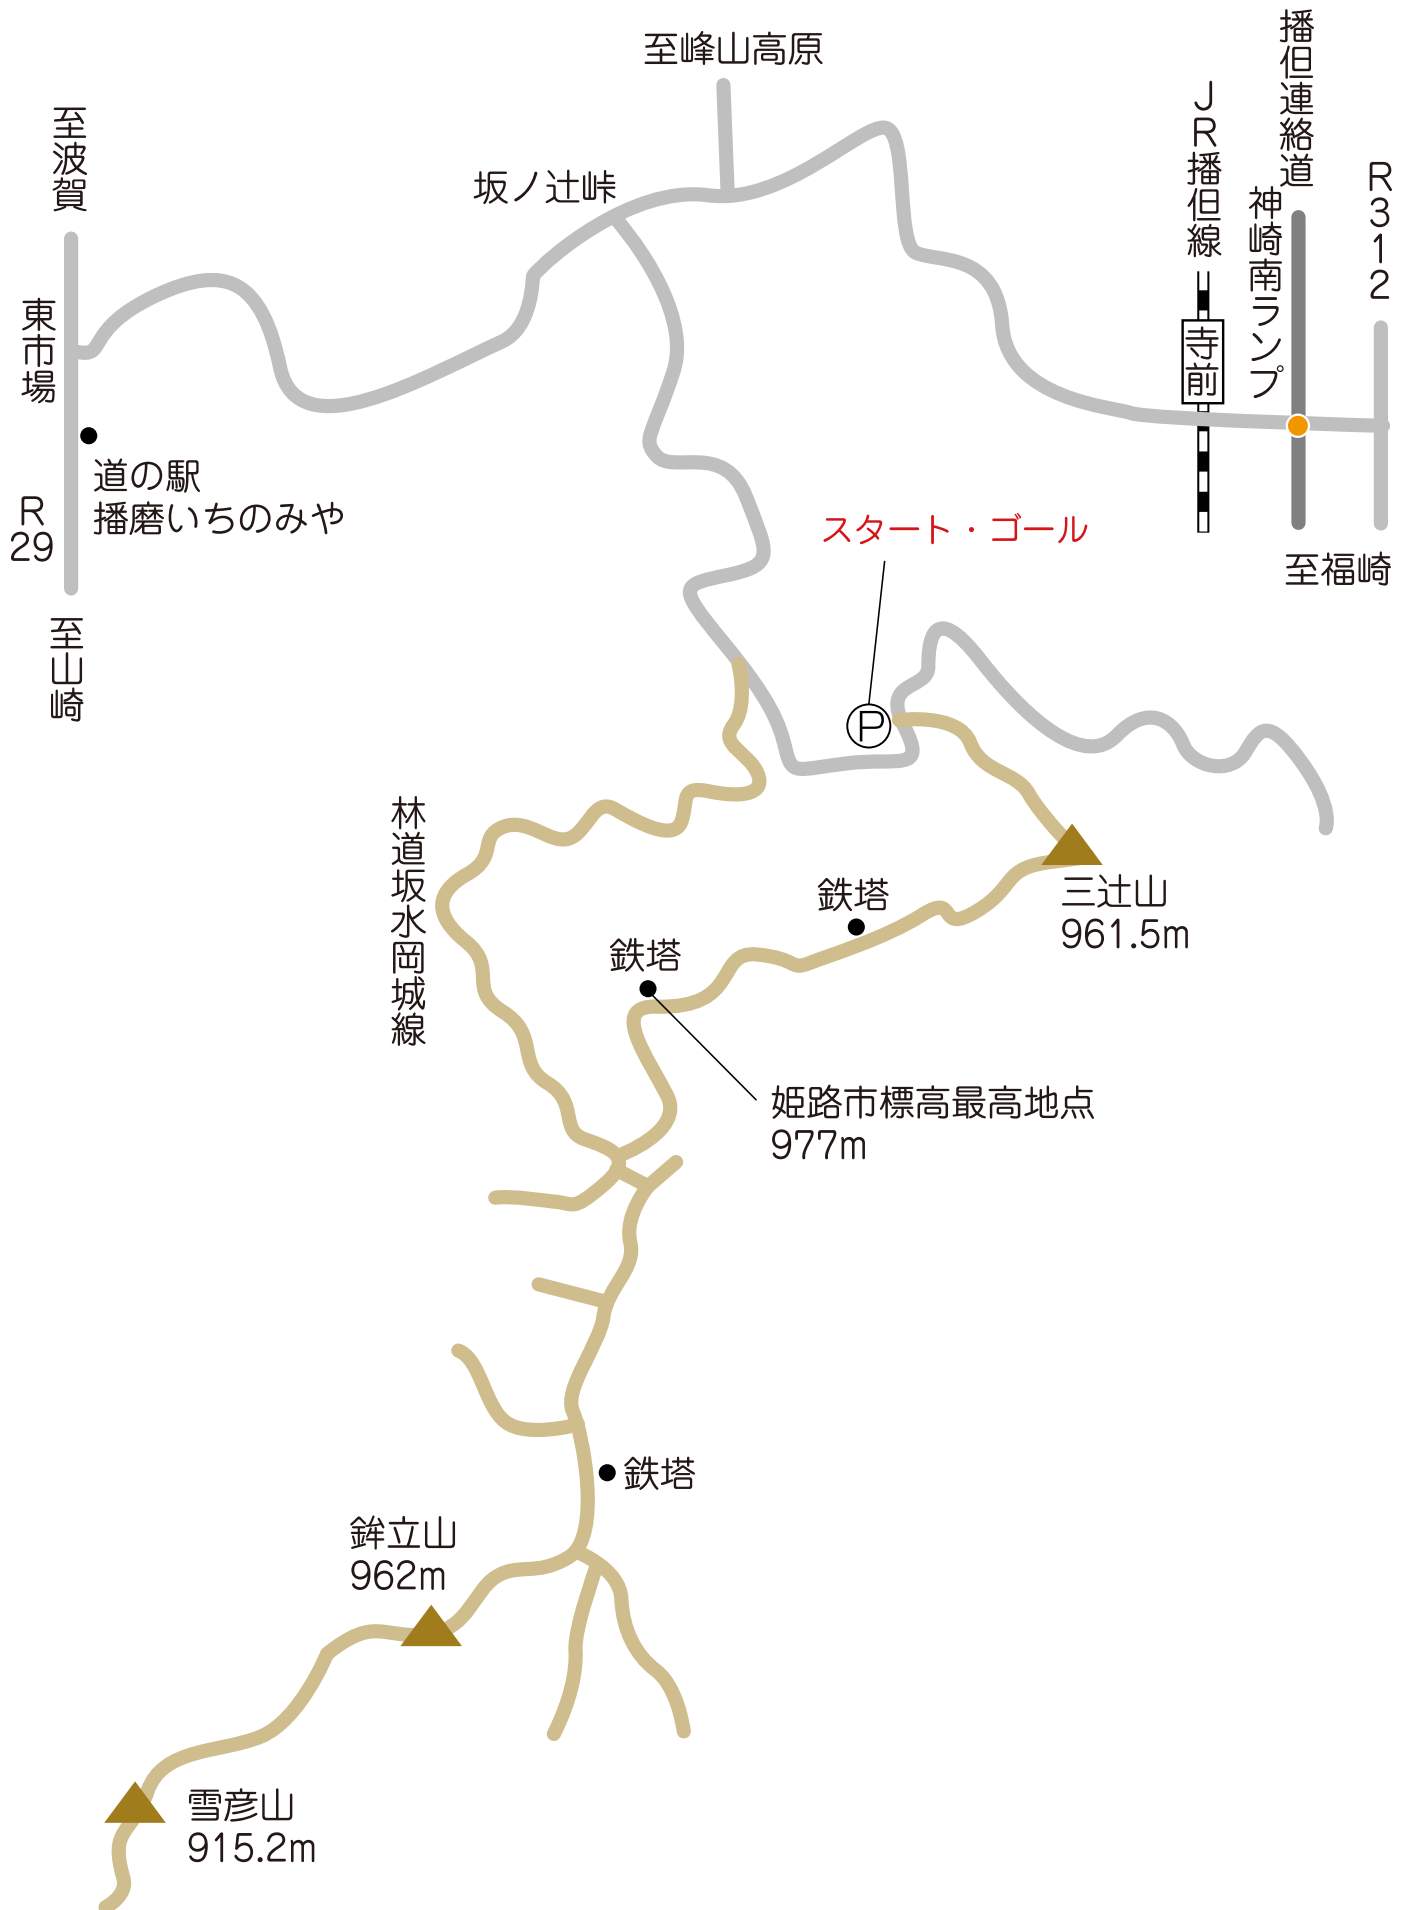 至峰山高原
播但連絡道
JR播但線
至波賀
坂ノ辻峠
R312
神崎南ランプ
東市場
寺前
道の駅
播磨いちのみや
R
29
スタート・ゴール
至福崎
至山崎
P
林道坂水岡城線
三辻山
961.5m
鉄塔
鉄塔
姫路市標高最高地点
977m
鉄塔
鉾立山
962m
雪彦山
915.2m